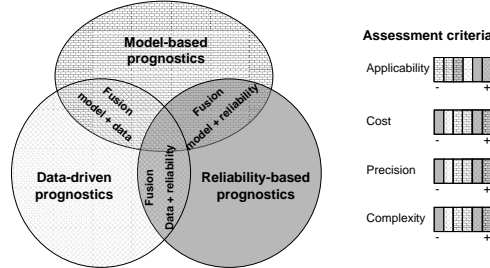 Model-based
prognostics
Fusion
model + data
Fusion
model + reliability
Data-driven
prognostics
Fusion
Data + reliability
Reliability-based
prognostics
Assessment criteria
Applicability
- +
Cost
- +
Precision
- +
Complexity
- +